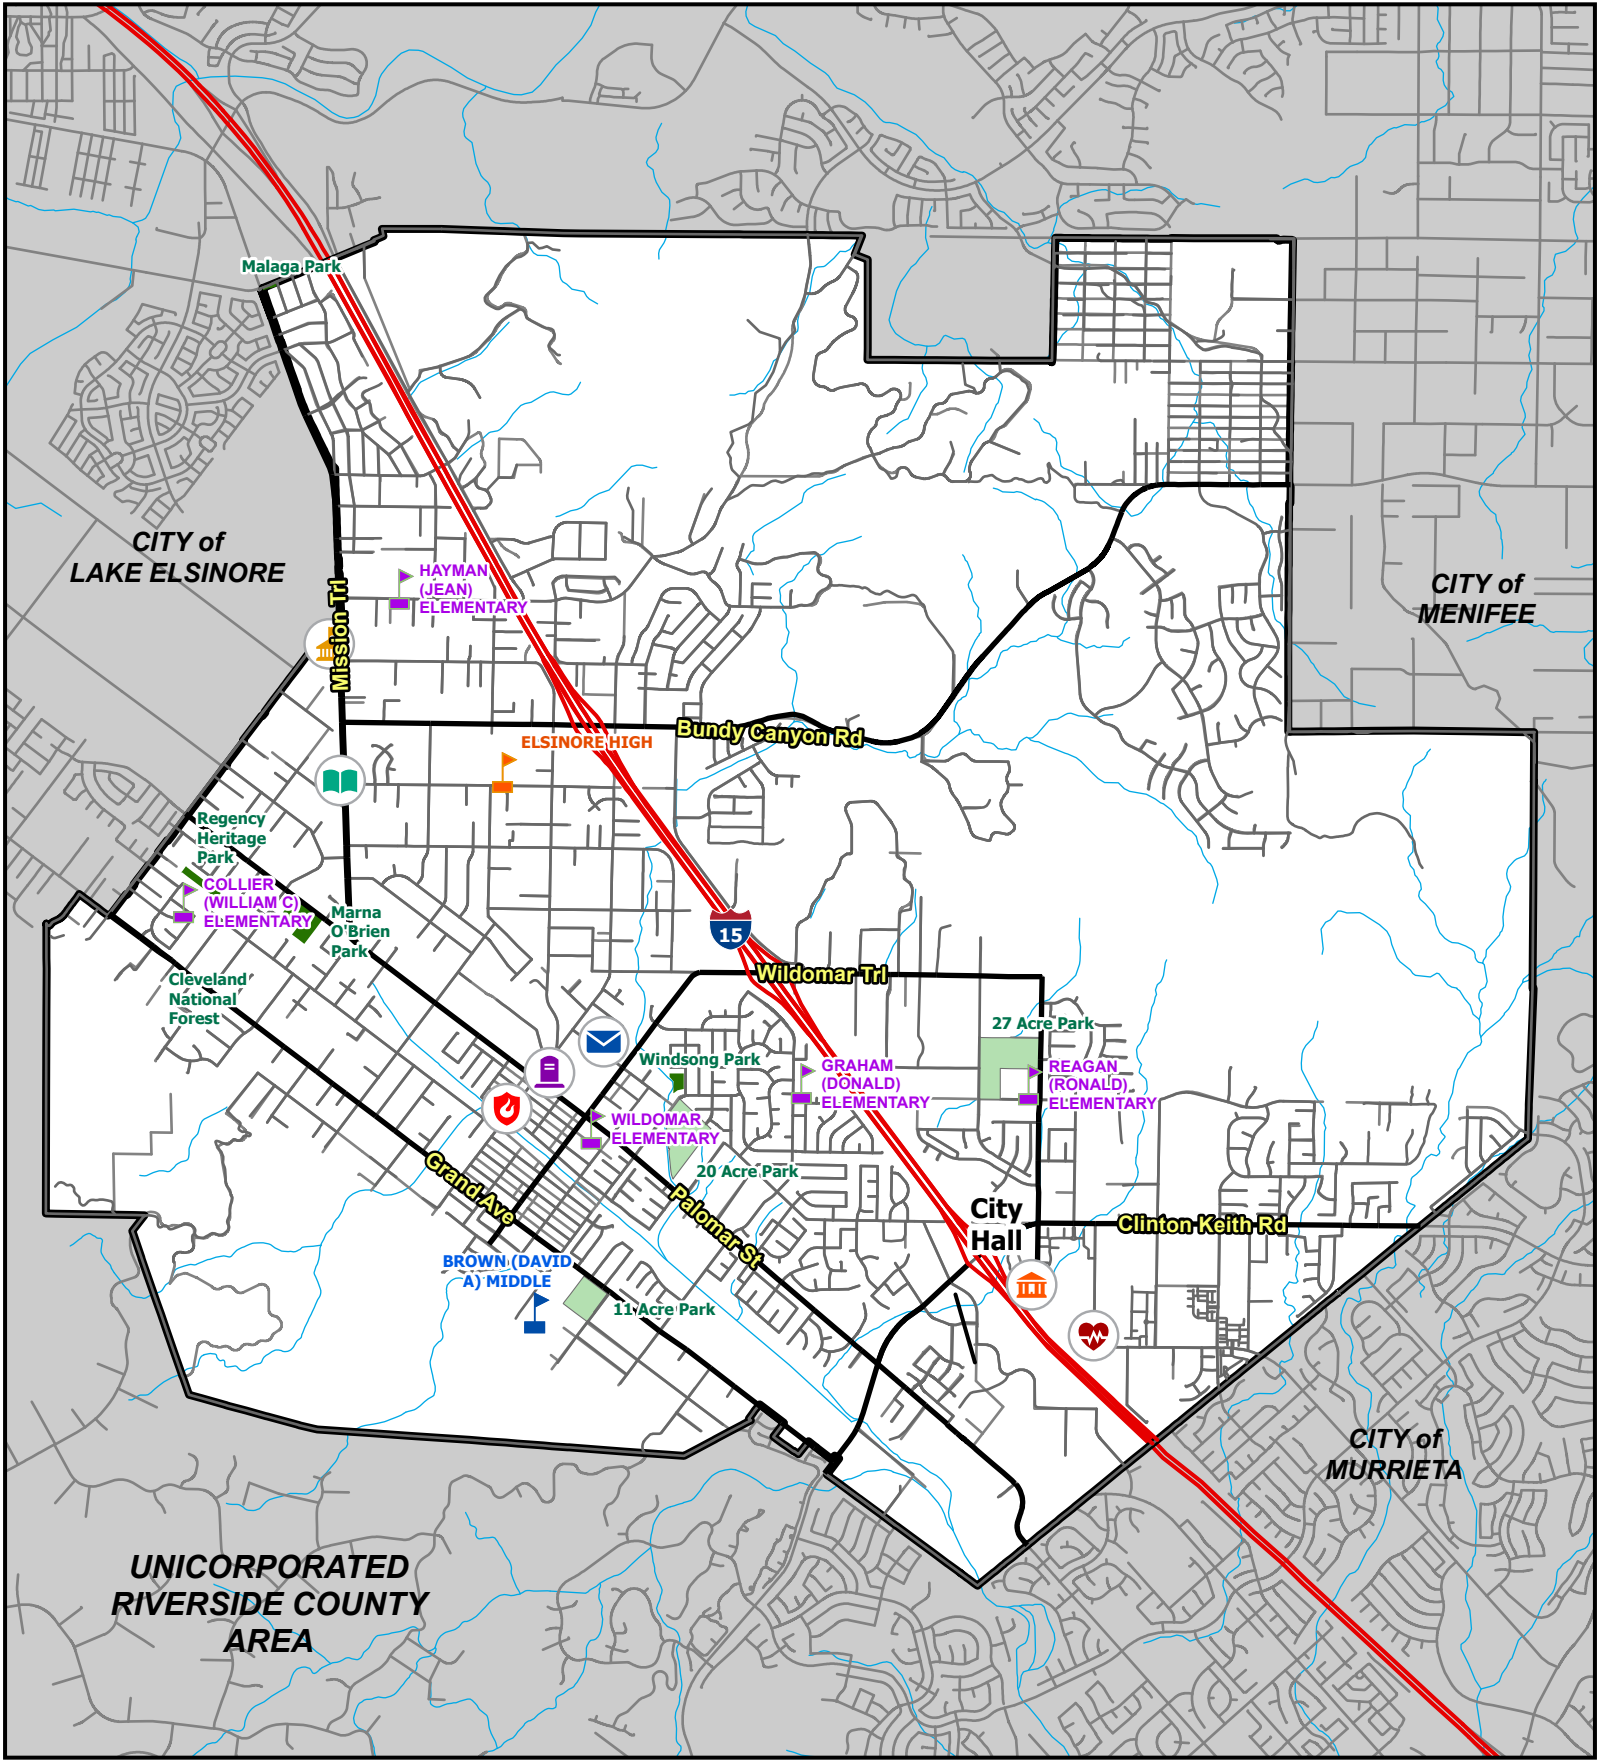 Malaga Park
CITY of
LAKE ELSINORE
HAYMAN
(JEAN)
ELEMENTARY
CITY of
MENIFEE
Mission Trl
Bundy Canyon Rd
ELSINORE HIGH
Regency
Heritage
Park
COLLIER
(WILLIAM C)
ELEMENTARY
Marna
O'Brien
Park
15
Cleveland
National
Forest
Wildomar Trl
27 Acre Park
Windsong Park
GRAHAM
(DONALD)
ELEMENTARY
REAGAN
(RONALD)
ELEMENTARY
WILDOMAR
ELEMENTARY
20 Acre Park
Grand Ave
Palomar St
City
Hall
Clinton Keith Rd
BROWN (DAVID
A) MIDDLE
11 Acre Park
CITY of
MURRIETA
UNICORPORATED
RIVERSIDE COUNTY
AREA